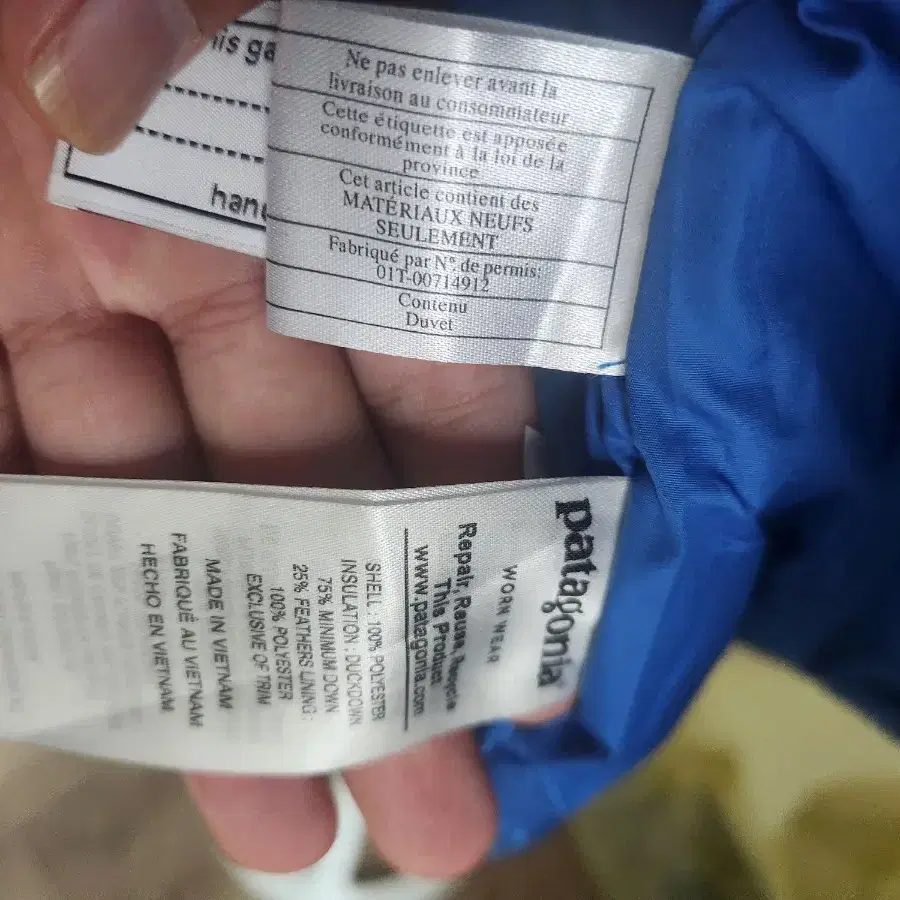 his ga
hand
Ne pas enlever avant la
livraison au consommateur
Cette étiquette est apposée
conformément à la loi de la
province
Cet article contient des
MATÉRIAUX NEUFS
SEULEMENT
Fabriqué par N°. de permis:
01T-00714912
Contenu
Duvet
patagonia
WORN WEAR
Repair, Reuse, Recycle
This Product
www.patagonia.com
SHELL : 100% POLYESTER
INSULATION : DUCKDOWN
75% MINIMUM DOWN
25% FEATHERS LINING :
100% POLYESTER
EXCLUSIVE OF TRIM
MADE IN VIETNAM
FABRIQUÉ AU VIETNAM
HECHO EN VIETNAM